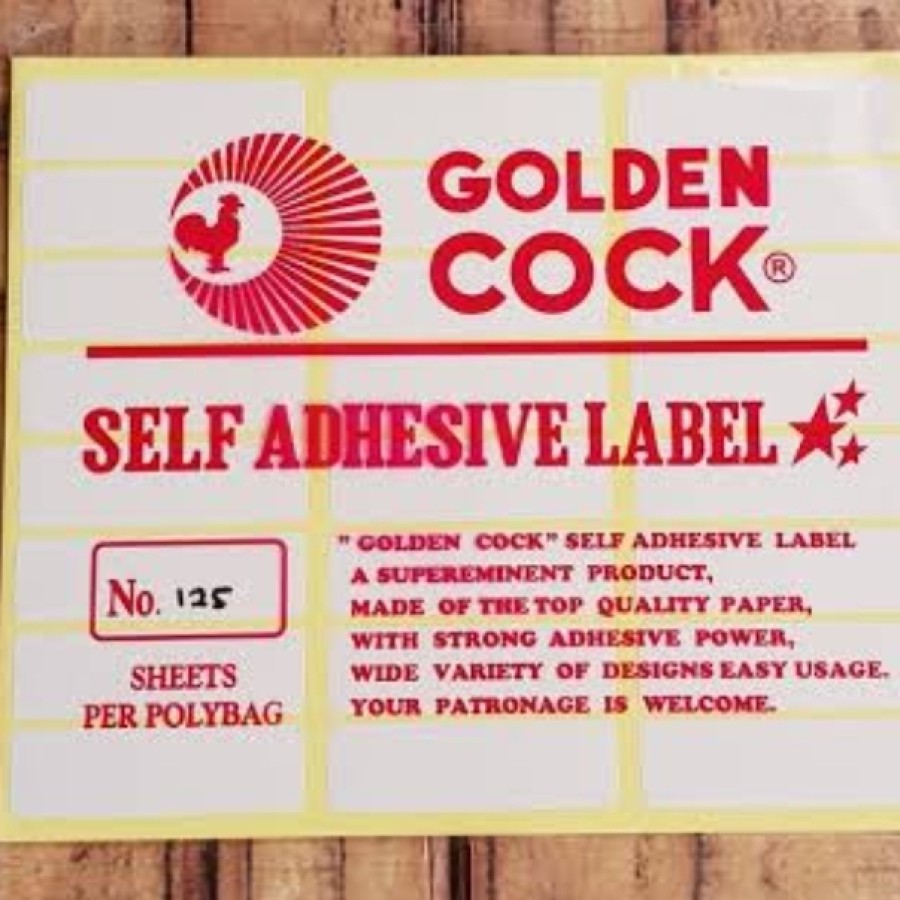 GOLDEN
COCK®
SELF ADHESIVE LABEL
No. 125
SHEETS
PER POLYBAG
" GOLDEN COCK" SELF ADHESIVE LABEL
A SUPEREMINENT PRODUCT,
MADE OF THE TOP QUALITY PAPER,
WITH STRONG ADHESIVE POWER,
WIDE VARIETY OF DESIGNS EASY USAGE.
YOUR PATRONAGE IS WELCOME.